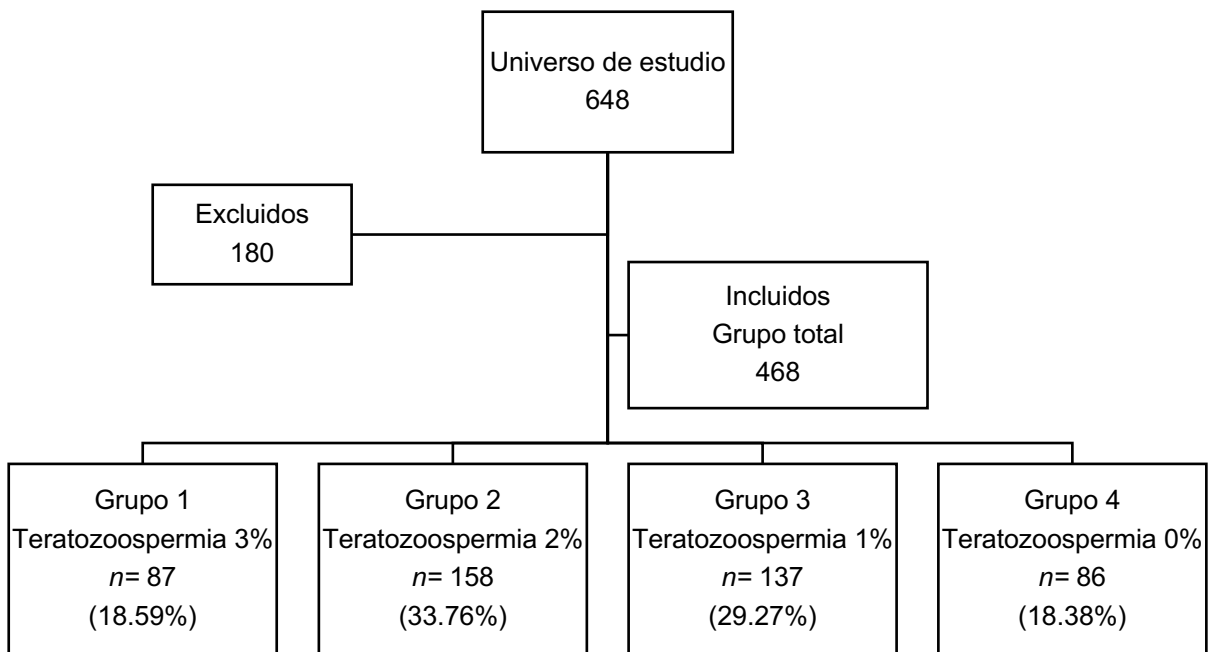 Universo de estudio
648
Excluidos
180
Incluidos
Grupo total
468
Grupo 1
Teratozoospermia 3%
n= 87
(18.59%)
Grupo 2
Teratozoospermia 2%
n= 158
(33.76%)
Grupo 3
Teratozoospermia 1%
n= 137
(29.27%)
Grupo 4
Teratozoospermia 0%
n= 86
(18.38%)